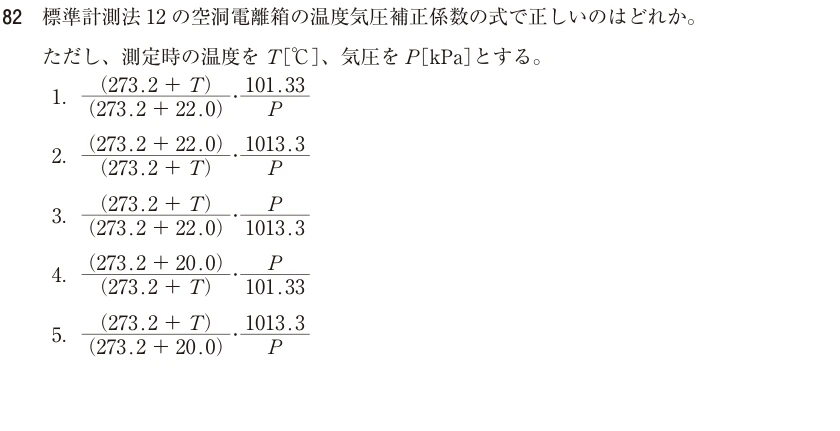 82 標準計測法 12 の空洞電離箱の温度気圧補正係数の式で正しいのはどれか。
ただし、測定時の温度を T[℃]、気圧を P[kPa]とする。
1. (273.2 + T)/(273.2 + 22.0)・101.33/P
2. (273.2 + 22.0)/(273.2 + T)・1013.3/P
3. (273.2 + T)/(273.2 + 22.0)・P/1013.3
4. (273.2 + 20.0)/(273.2 + T)・P/101.33
5. (273.2 + T)/(273.2 + 20.0)・1013.3/P